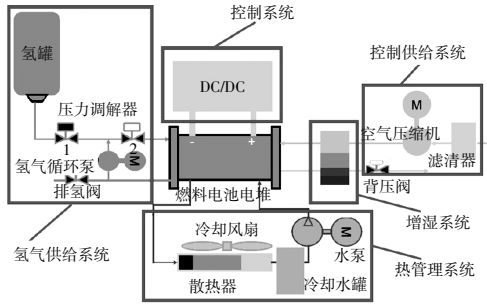 控制系统
氢罐
DC/DC
控制供给系统
压力调解器
M
空气压缩机
1
2
- +
氢气循环泵
M
滤清器
排氢阀
背压阀
燃料电池电堆
增湿系统
冷却风扇
M
氢气供给系统
水泵
热管理系统
散热器
冷却水罐